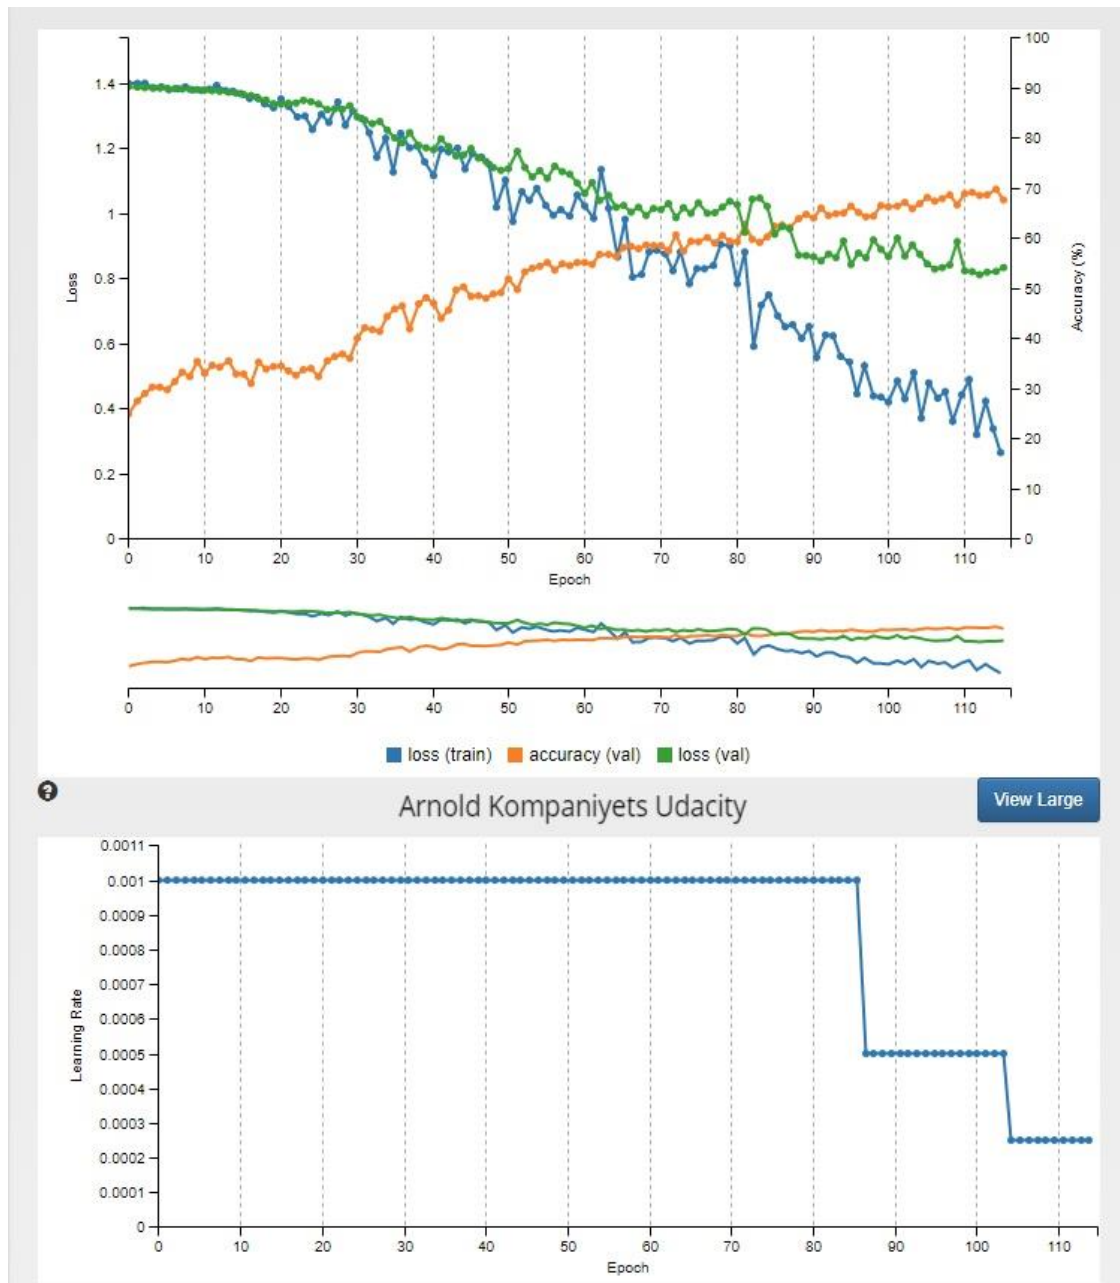 100
1.4
90
80
1.2
70
1
60
0.8
50
Loss
Accuracy (%)
0.6
40
30
0.4
20
0.2
10
0
0
0 10 20 30 40 50 60 70 80 90 100 110
Epoch
0 10 20 30 40 50 60 70 80 90 100 110
loss (train) accuracy (val) loss (val)
?
Arnold Kompaniyets Udacity
View Large
0.0011
0.001
0.0009
0.0008
0.0007
0.0006
Learning Rate
0.0005
0.0004
0.0003
0.0002
0.0001
0
0 10 20 30 40 50 60 70 80 90 100 110
Epoch